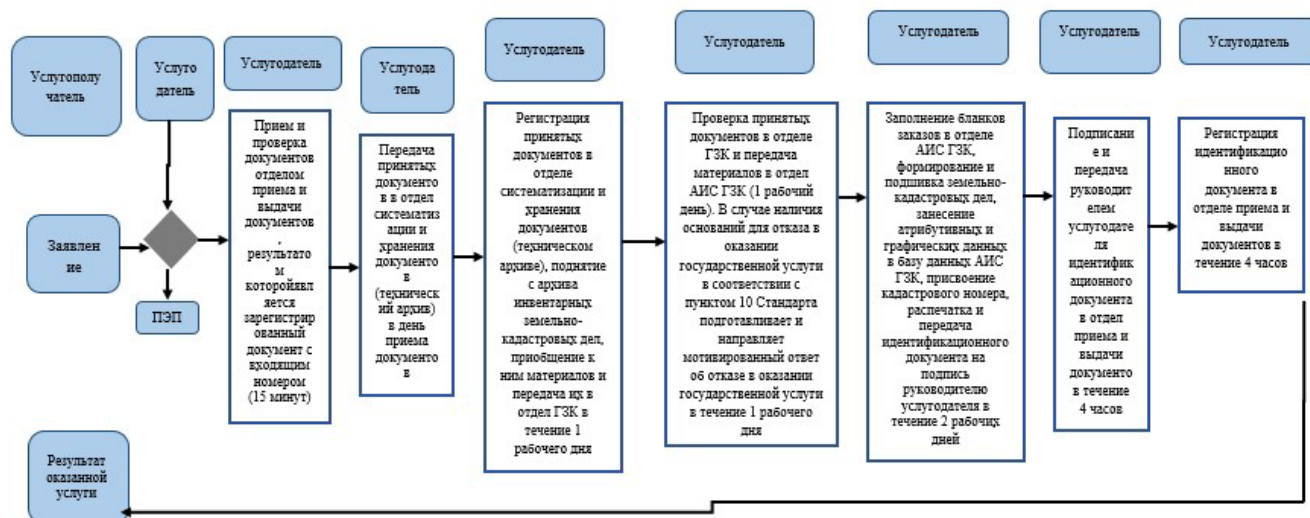 Услугополу
чатель
Услуго
датель
Услугодатель
Услугода
тель
Услугодатель
Услугодатель
Услугодатель
Услугодатель
Услугодатель
Заявлен
ие
ПЭП
Прием и
проверка
документов
отделом
приема и
выдачи
документов
, 
результато
м
которойявл
яется
зарегистрир
ованный
документ с
входящим
номером
(15 минут)
Передача
принятых
документо
в в отдел
систематиз
ации и
хранения
документо
в
(техническ
ий архив)
в день
приема
документо
в
Регистрация
принятых
документов в
отделе
систематизации и
хранения
документов
(техническом
архиве), поднятие
с архива
инвентарных
земельно-
кадастровых дел,
приобщение к
ним материалов и
передача их в
отдел ГЗК в
течение 1
рабочего дня
Проверка принятых
документов в отделе
ГЗК и передача
материалов в отдел
АИС ГЗК (1 рабочий
день). В случае наличия
оснований для отказа в
оказании
государственной услуги
в соответствии с
пунктом 10 Стандарта
подготавливает и
направляет
мотивированный ответ
об отказе в оказании
государственной услуги
в течение 1 рабочего
дня
Заполнение бланков
заказов в отделе
АИС ГЗК,
формирование и
подшивка земельно-
кадастровых дел,
занесение
атрибутивных и
графических данных
в базу данных АИС
ГЗК, присвоение
кадастрового номера,
распечатка и
передача
идентификационного
документа на
подпись
руководителю
услугодателя в
течение 2 рабочих
дней
Подписани
е и
передача
руководит
елем
услугодате
ля
идентифик
ационного
документа
в отдел
приема и
выдачи
документо
в течение
4 часов
Регистрация
идентификацио
нного
документа в
отделе приема и
выдачи
документов в
течение 4 часов
Результат
оказанной
услуги